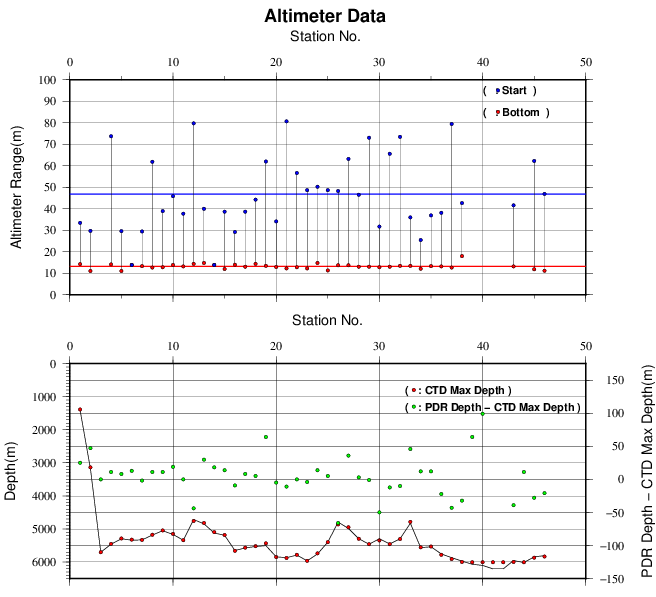 Altimeter Data
Station No.
0 10 20 30 40 50
100
90
80
70
60
50
40
30
20
10
0
Altimeter Range(m)
( : Start )
( : Bottom )
Station No.
0 10 20 30 40 50
0
1000
2000
3000
4000
5000
6000
Depth(m)
( : CTD Max Depth )
( : PDR Depth − CTD Max Depth )
150
100
50
0
−50
−100
−150
PDR Depth − CTD Max Depth(m)